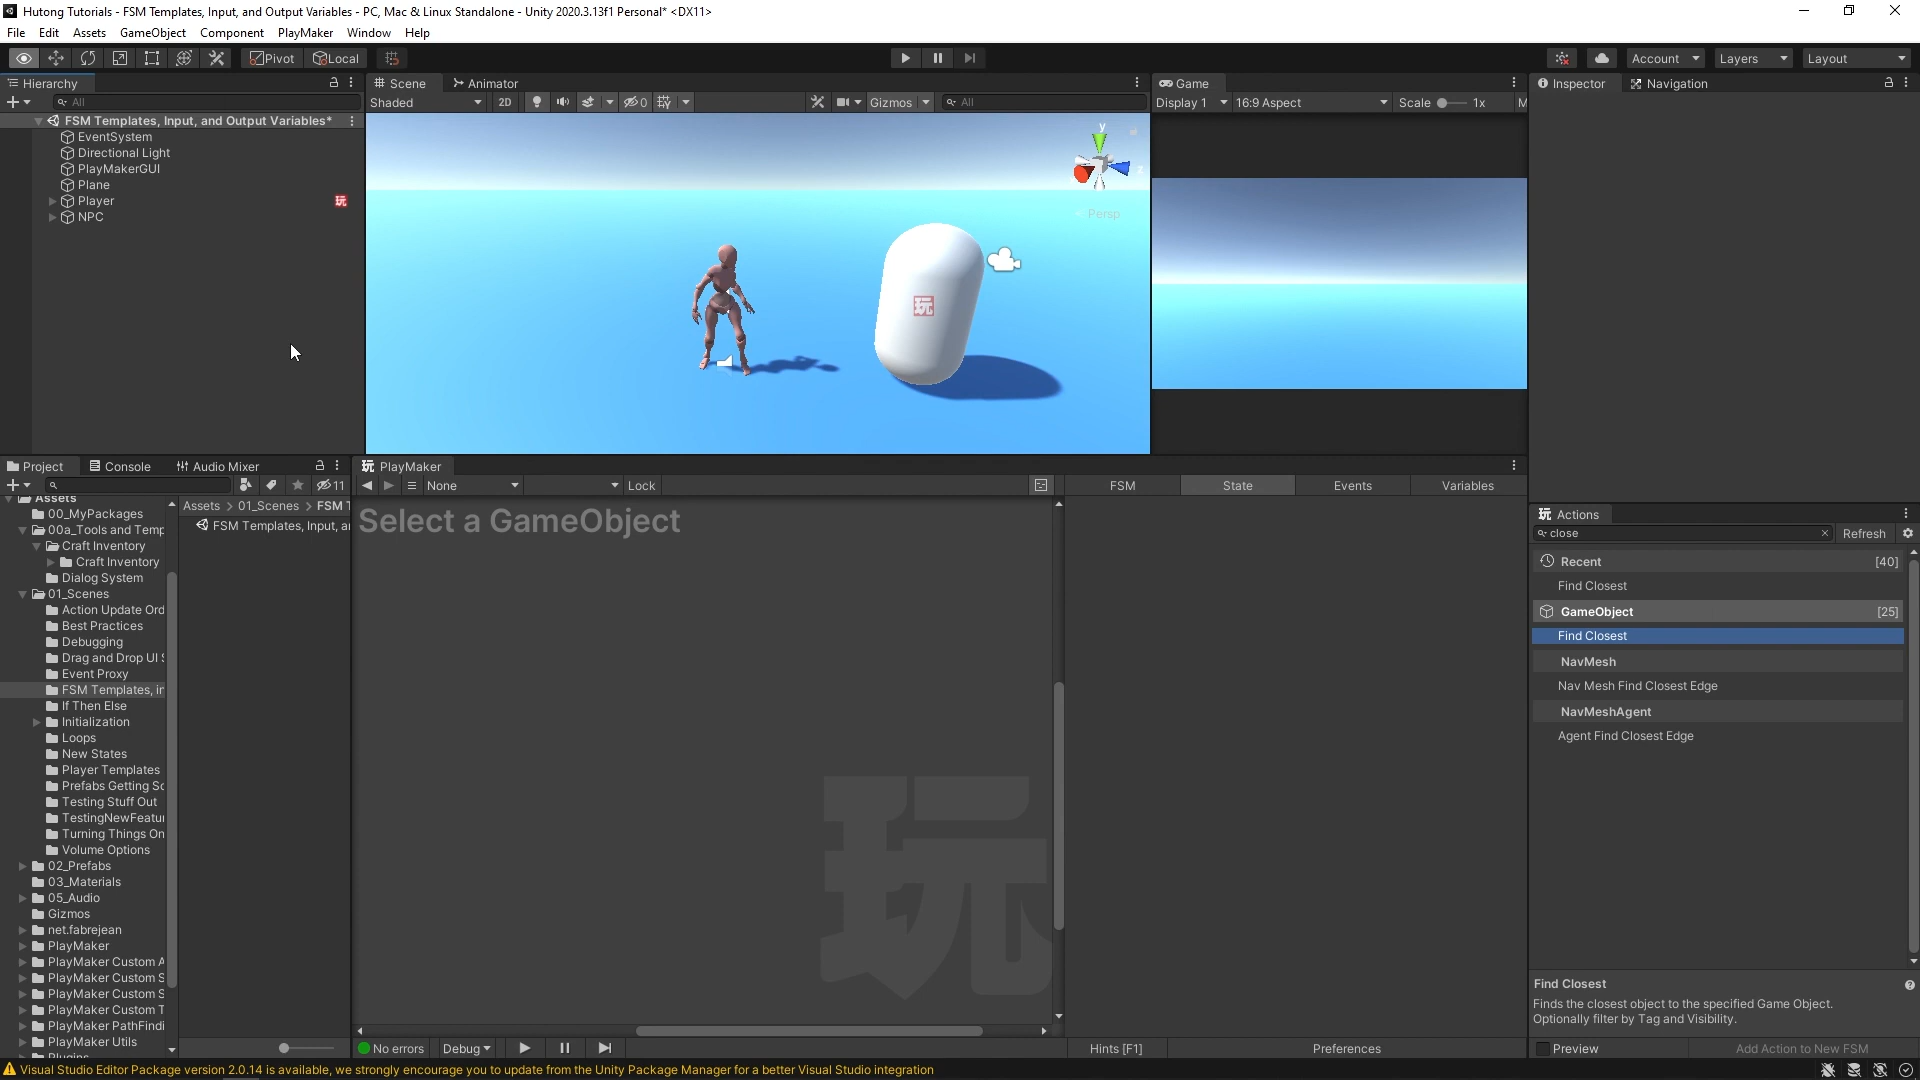 Hutong Tutorials - FSM Templates, Input, and Output Variables - PC, Mac & Linux Standalone - Unity 2020.3.13f1 Personal* <DX11>
File Edit Assets GameObject Component PlayMaker Window Help
Pivot Local Account Layers Layout
Hierarchy
All
FSM Templates, Input, and Output Variables*
EventSystem
Directional Light
PlayMakerGUI
Plane
Player 玩
NPC
Scene Animator
Shaded 2D 0 Gizmos All
y
z
Persp
玩
Game
Display 1 16:9 Aspect Scale 1x M
Inspector Navigation
Project Console Audio Mixer
11
Assets
00_MyPackages
00a_Tools and Temp
Craft Inventory
Craft Inventory
Dialog System
01_Scenes
Action Update Ord
Best Practices
Debugging
Drag and Drop UI S
Event Proxy
FSM Templates, in
If Then Else
Initialization
Loops
New States
Player Templates
Prefabs Getting Sc
Testing Stuff Out
TestingNewFeatu
Turning Things On
Volume Options
02_Prefabs
03_Materials
05_Audio
Gizmos
net.fabrejean
PlayMaker
PlayMaker Custom A
PlayMaker Custom S
PlayMaker Custom S
PlayMaker Custom T
PlayMaker PathFindi
PlayMaker Utils
Plugins
Assets > 01_Scenes > FSM T
FSM Templates, Input, a
玩 PlayMaker
None Lock
Select a GameObject
玩
No errors Debug
FSM State Events Variables
Hints [F1] Preferences
玩 Actions
close Refresh
Recent [40]
Find Closest
GameObject [25]
Find Closest
NavMesh
Nav Mesh Find Closest Edge
NavMeshAgent
Agent Find Closest Edge
Find Closest
Finds the closest object to the specified Game Object.
Optionally filter by Tag and Visibility.
Preview Add Action to New FSM
Visual Studio Editor Package version 2.0.14 is available, we strongly encourage you to update from the Unity Package Manager for a better Visual Studio integration